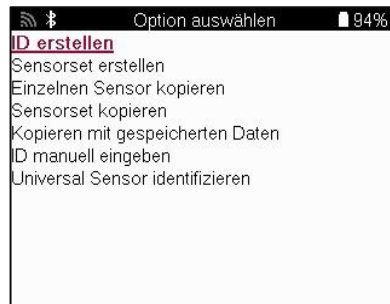 Option auswählen 94%
ID erstellen
Sensorset erstellen
Einzelnen Sensor kopieren
Sensorset kopieren
Kopieren mit gespeicherten Daten
ID manuell eingeben
Universal Sensor identifizieren